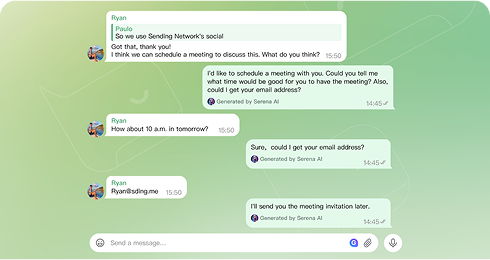 Ryan
Paulo
So we use Sending Network's social
Got that, thank you!
I think we can schedule a meeting to discuss this. What do you think?
15:50
I'd like to schedule a meeting with you. Could you tell me
what time would be good for you to have the meeting? Also,
could I get your email address?
Generated by Serena AI
14:45
Ryan
How about 10 a.m. in tomorrow?
15:50
Sure, could I get your email address?
Generated by Serena AI
14:45
Ryan
Ryan@sding.me
15:50
I'll send you the meeting invitation later.
Generated by Serena AI
14:45
Send a message...